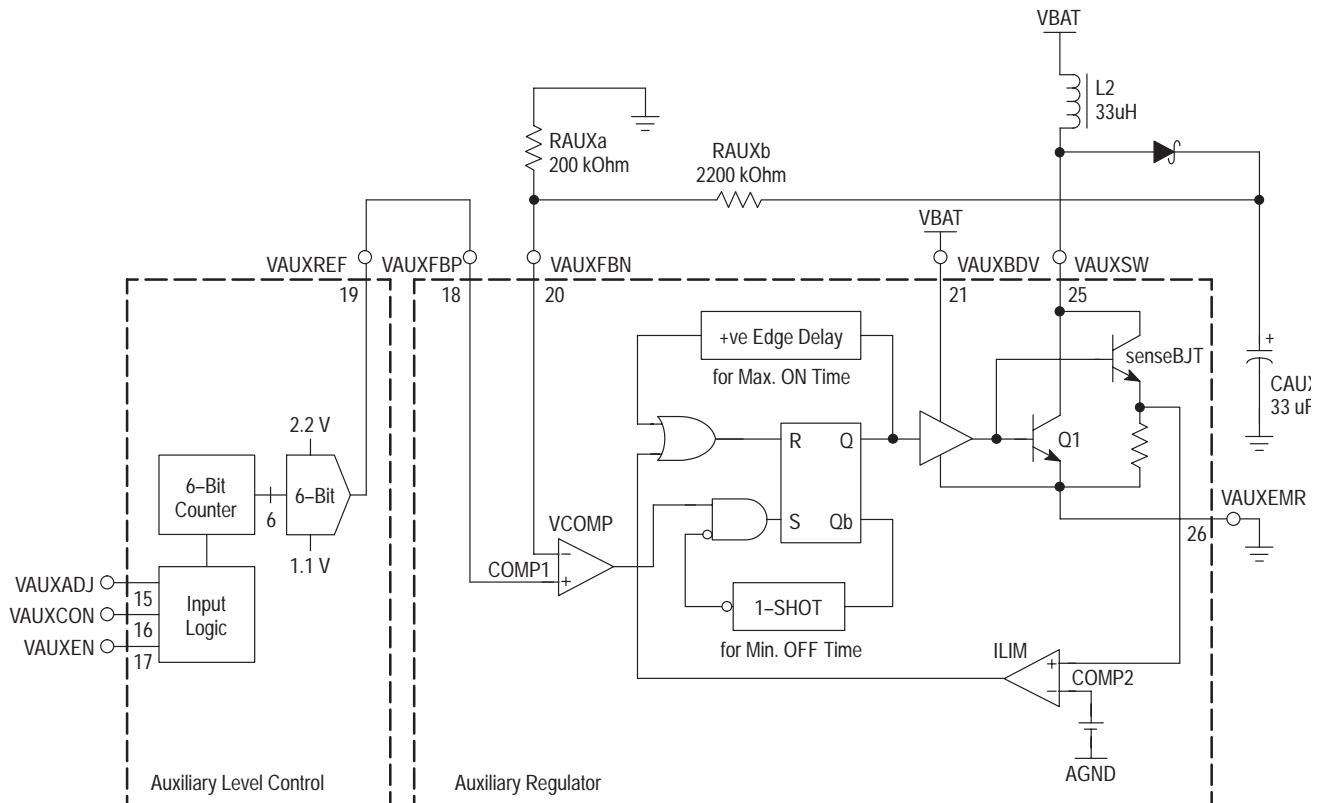 VBAT
L2
33uH
RAUXa
200 kOhm
RAUXb
2200 kOhm
VBAT
VAUXREF
VAUXFBP
VAUXFBN
VAUXBDV
VAUXSW
19
18
20
21
25
+ve Edge Delay
for Max. ON Time
senseBJT
+
CAUX
33 uF
2.2 V
6–Bit
Counter
6
6–Bit
1.1 V
R
Q
S
Qb
Q1
VAUXEMR
26
VCOMP
–
+
COMP1
1–SHOT
for Min. OFF Time
VAUXADJ
15
VAUXCON
16
VAUXEN
17
Input
Logic
ILIM
+
–
COMP2
AGND
Auxiliary Level Control
Auxiliary Regulator